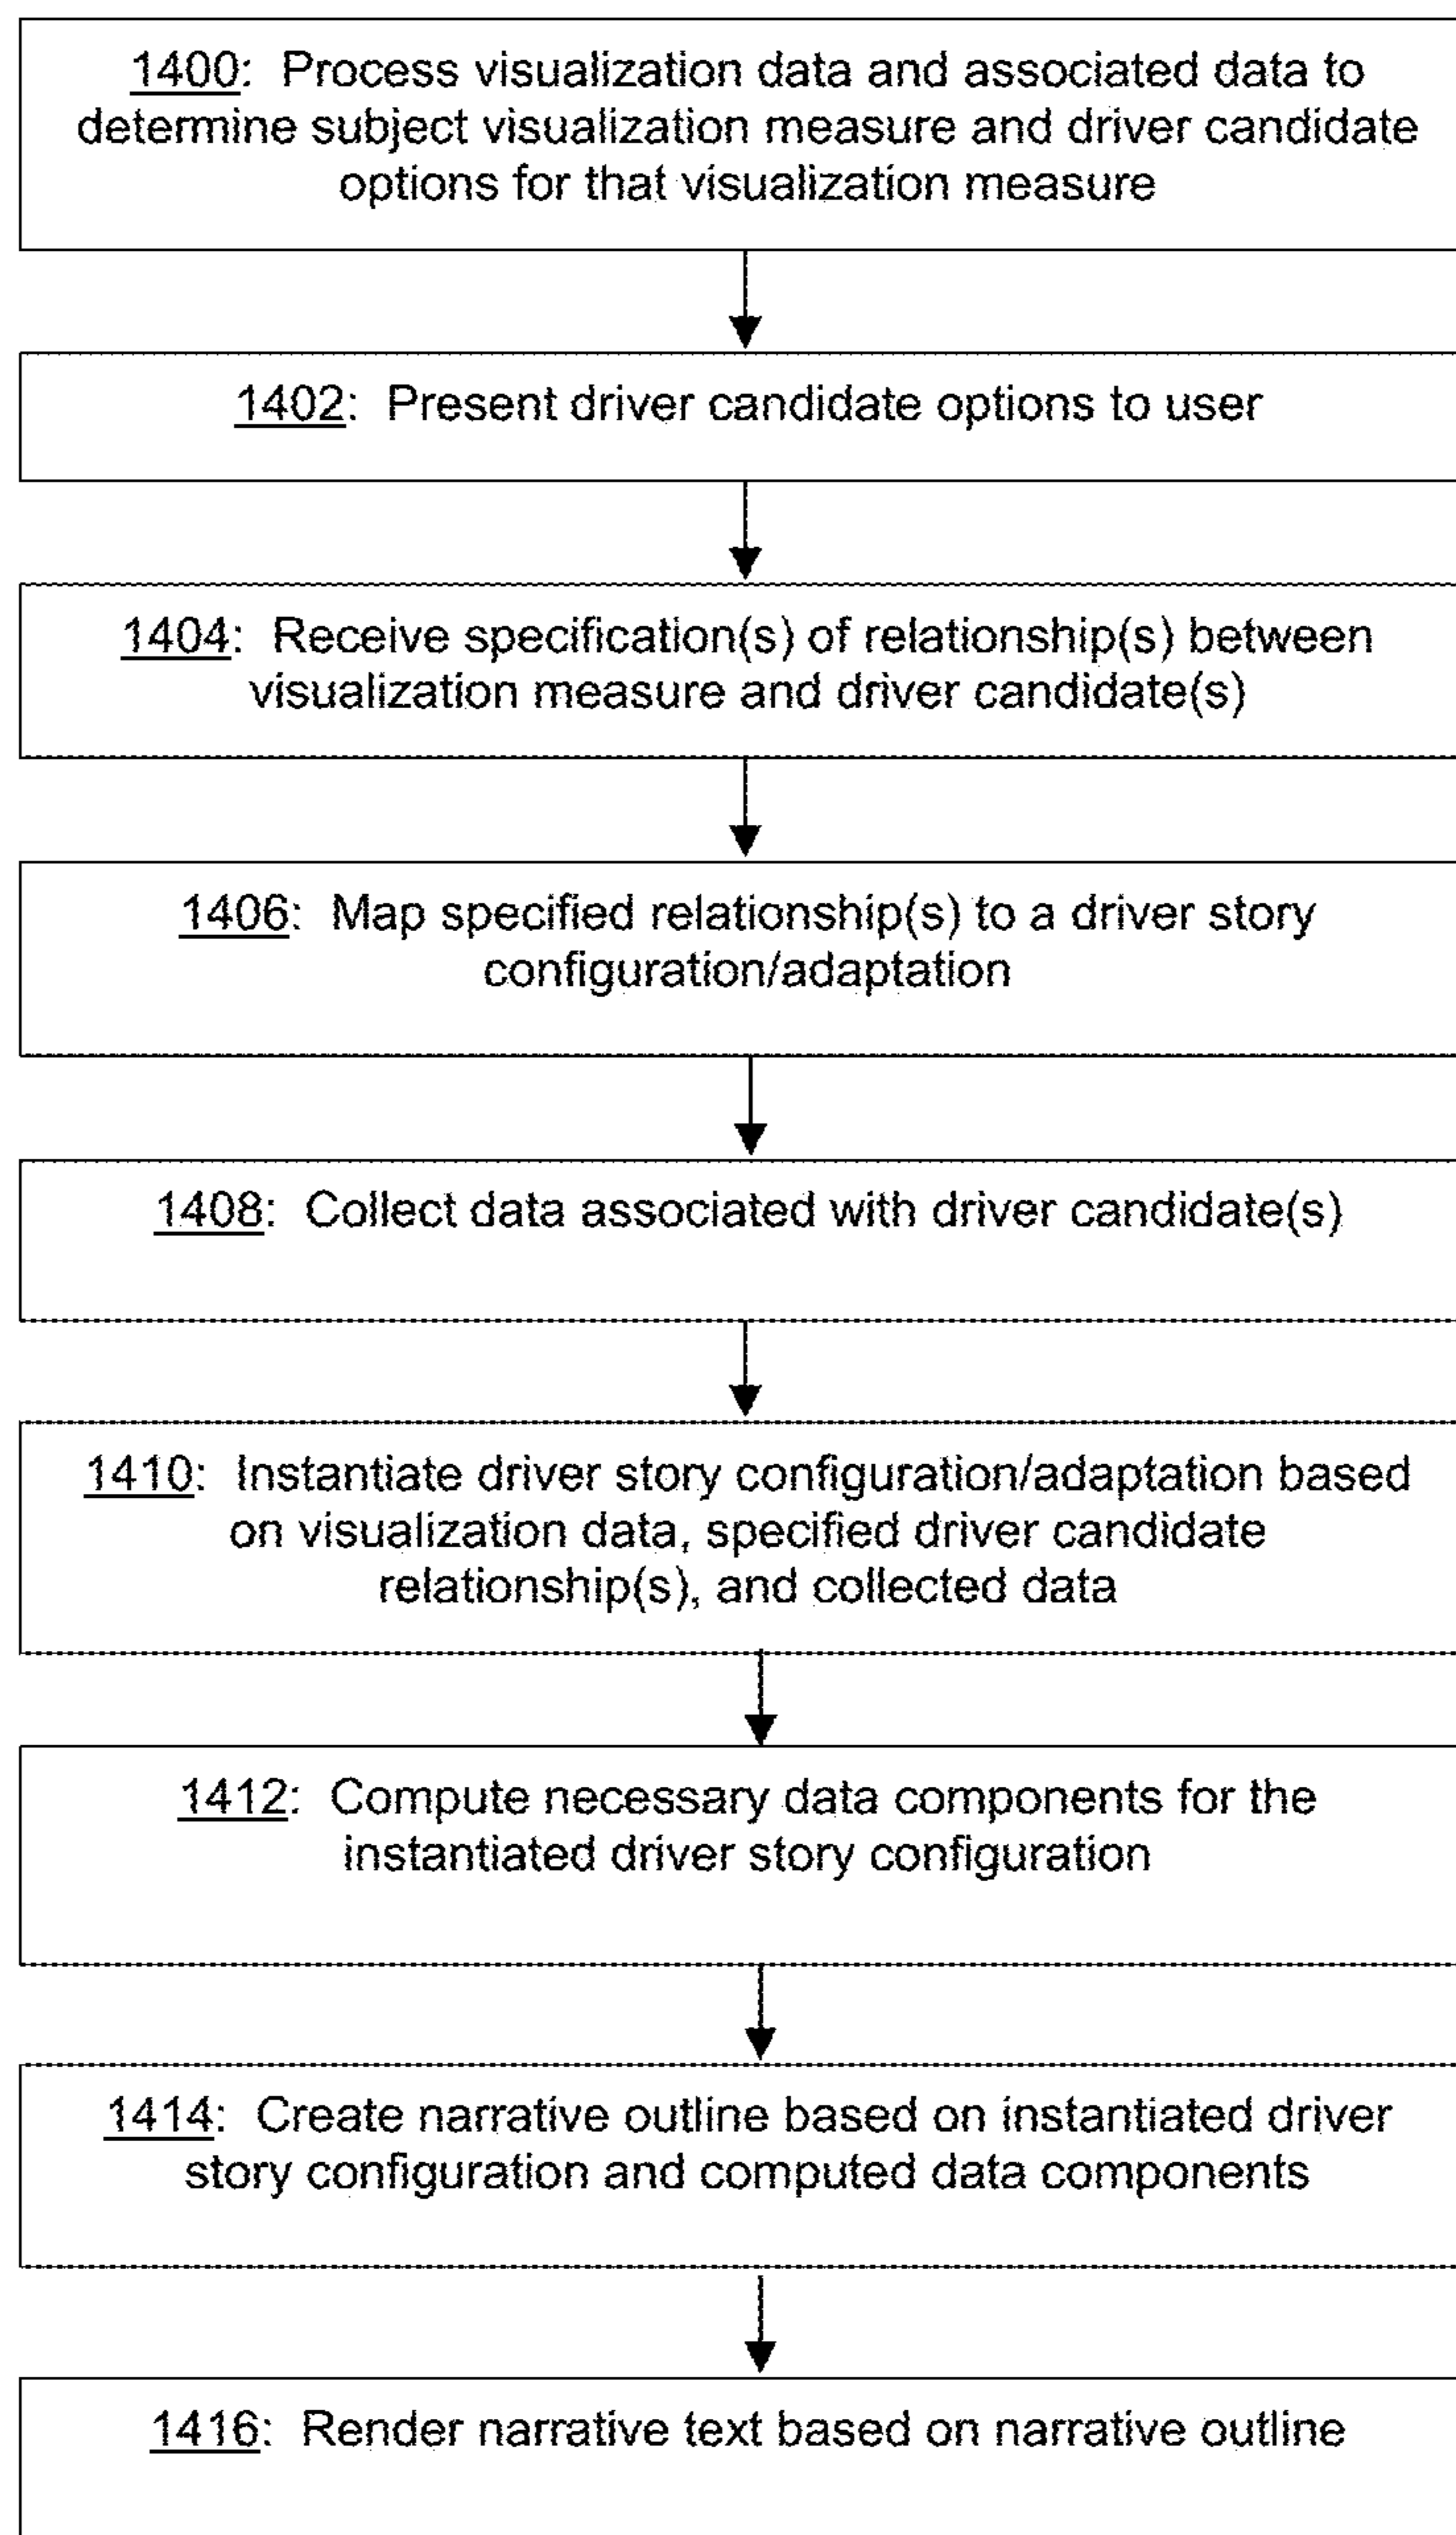 1400: Process visualization data and associated data to
determine subject visualization measure and driver candidate
options for that visualization measure
1402: Present driver candidate options to user
1404: Receive specification(s) of relationship(s) between
visualization measure and driver candidate(s)
1406: Map specified relationship(s) to a driver story
configuration/adaptation
1408: Collect data associated with driver candidate(s)
1410: Instantiate driver story configuration/adaptation based
on visualization data, specified driver candidate
relationship(s), and collected data
1412: Compute necessary data components for the
instantiated driver story configuration
1414: Create narrative outline based on instantiated driver
story configuration and computed data components
1416: Render narrative text based on narrative outline